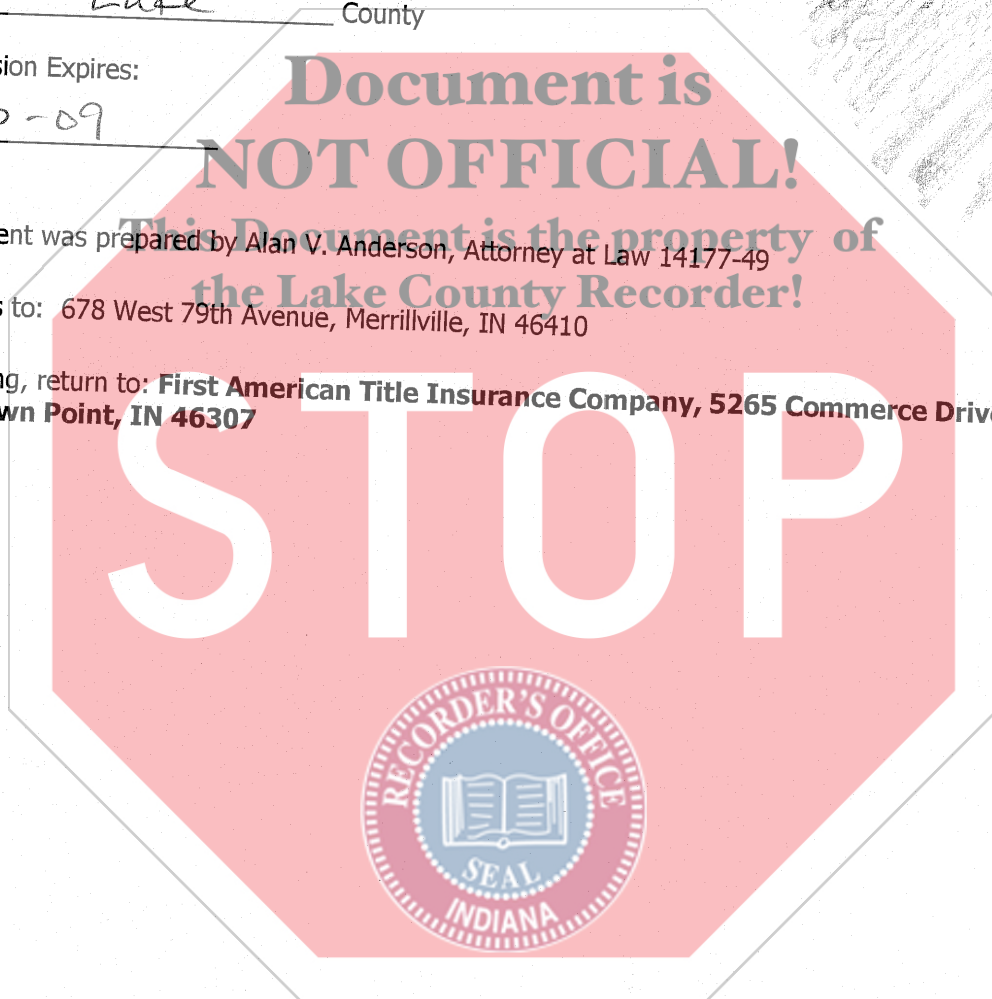 Lake County
sion Expires:
-09
Document is
NOT OFFICIAL!
This Document is the property of
the Lake County Recorder!
ent was prepared by Alan V. Anderson, Attorney at Law 14177-49
s to: 678 West 79th Avenue, Merrillville, IN 46410
ng, return to: First American Title Insurance Company, 5265 Commerce Drive
wn Point, IN 46307
STOP
RECORDER'S OFFICE
SEAL
INDIANA